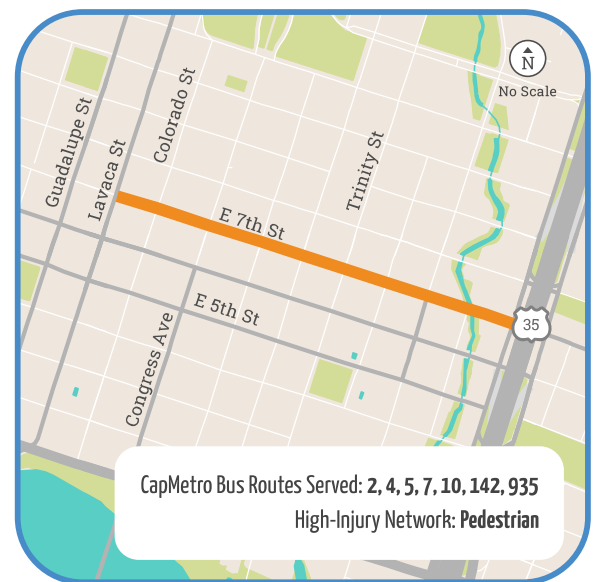 N
No Scale
Guadalupe St
Lavaca St
Colorado St
Trinity St
E 7th St
E 5th St
Congress Ave
35
CapMetro Bus Routes Served: 2, 4, 5, 7, 10, 142, 935
High-Injury Network: Pedestrian